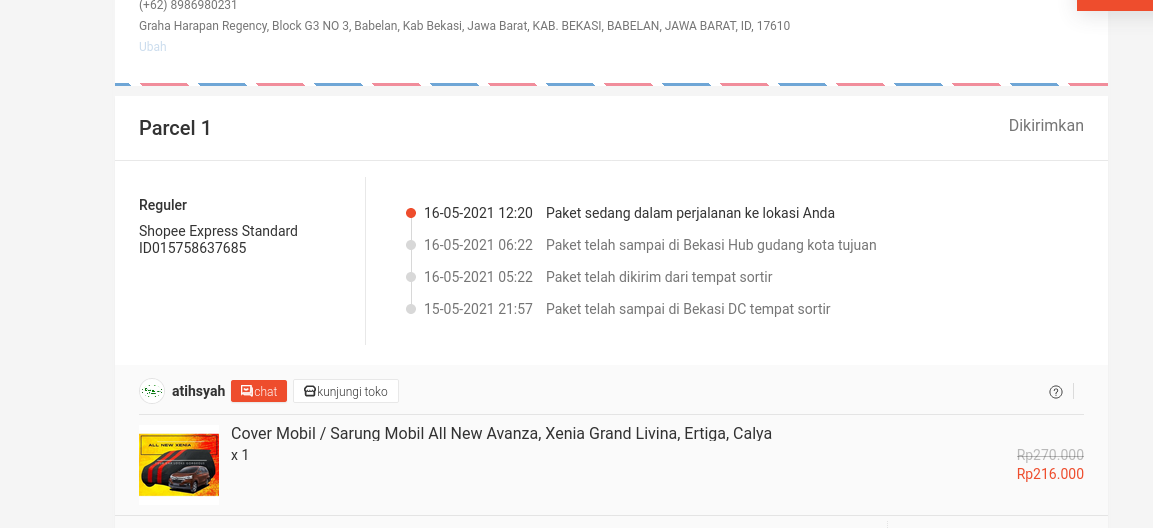 (+62) 8986980231
Graha Harapan Regency, Block G3 NO 3, Babelan, Kab Bekasi, Jawa Barat, KAB. BEKASI, BABELAN, JAWA BARAT, ID, 17610
Ubah
Parcel 1
Dikirimkan
Reguler
Shopee Express Standard
ID015758637685
16-05-2021 12:20 Paket sedang dalam perjalanan ke lokasi Anda
16-05-2021 06:22 Paket telah sampai di Bekasi Hub gudang kota tujuan
16-05-2021 05:22 Paket telah dikirim dari tempat sortir
15-05-2021 21:57 Paket telah sampai di Bekasi DC tempat sortir
atihsyah chat kunjungi toko ?
ALL NEW XENIA
Cover Mobil / Sarung Mobil All New Avanza, Xenia Grand Livina, Ertiga, Calya
x 1
Rp270.000
Rp216.000